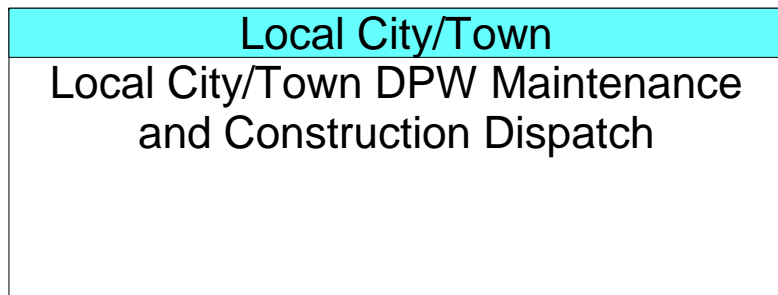 Local City/Town
Local City/Town DPW Maintenance
and Construction Dispatch